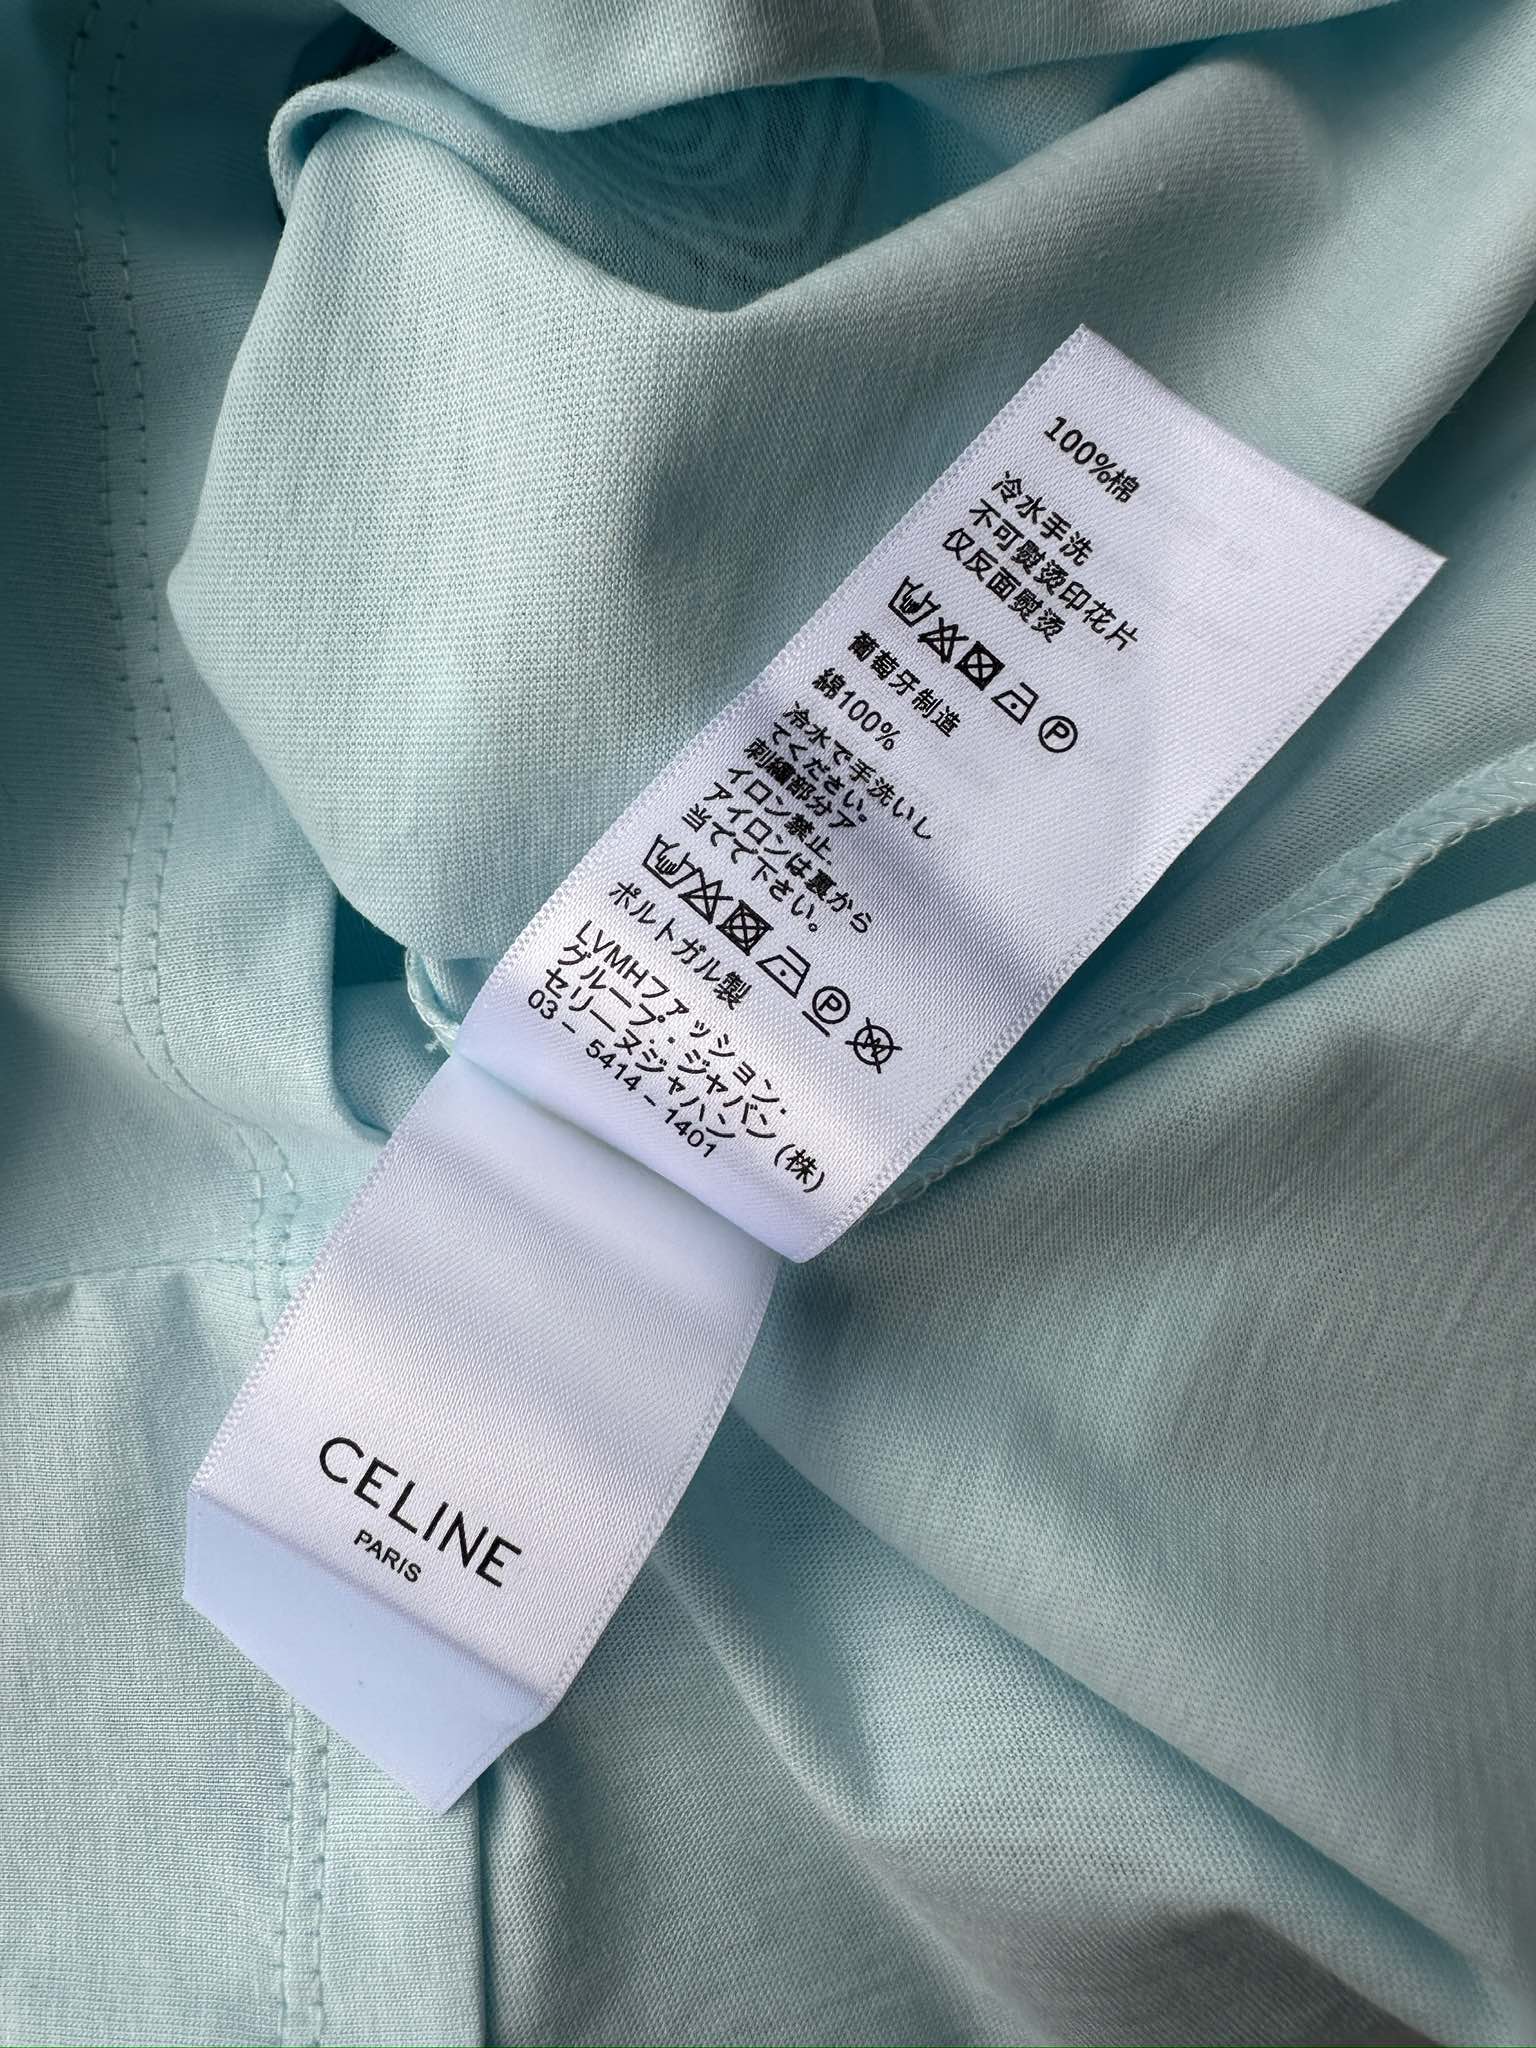 100%棉
冷水手洗
不可熨烫印花片
仅反面熨烫
P
葡萄牙制造
綿100%
冷水で手洗いし
てください。
刺繍部分ア
イロン禁止.
アイロンは裏から
当てて下さい。
P W
ポルトガル製
LVMHファッション.
グループ.ジャパン(株)
セリーヌジャハン
03-5414-1401
CELINE
PARIS